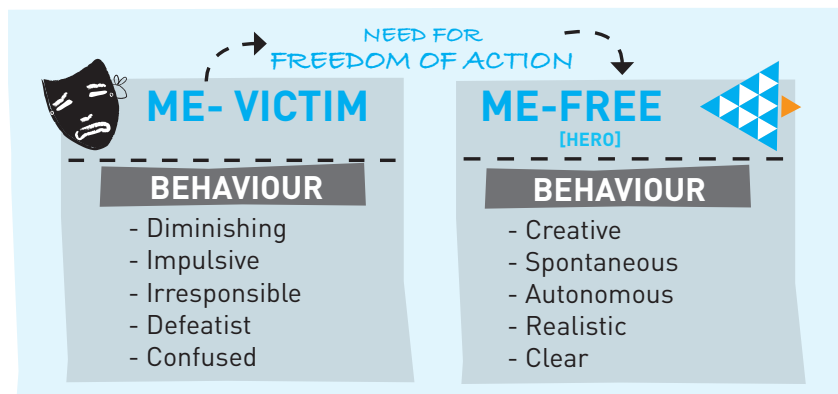 NEED FOR
FREEDOM OF ACTION
ME- VICTIM
BEHAVIOUR
- Diminishing
- Impulsive
- Irresponsible
- Defeatist
- Confused
ME-FREE
[HERO]
BEHAVIOUR
- Creative
- Spontaneous
- Autonomous
- Realistic
- Clear